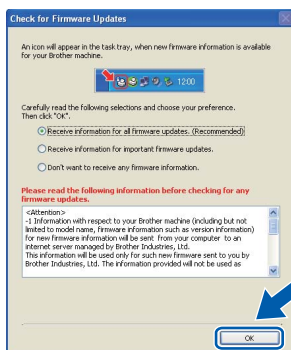 Check for Firmware Updates
An icon will appear in the task tray, when new firmware information is available
for your Brother machine.
12:00
Carefully read the following selections and choose your preference.
Then click "OK".
Receive information for all firmware updates. (Recommended)
Receive information for important firmware updates.
Don't want to receive any firmware information.
Please read the following information before checking for any
firmware updates.
<Attention>
-1 Information with respect to your Brother machine (including but not
limited to model name, firmware information such as version information)
for new firmware information will be sent from your computer to an
internet server managed by Brother Industries, Ltd.
This information will be used only for such new firmware sent to you by
Brother Industries, Ltd. The information provided will not be used as
OK